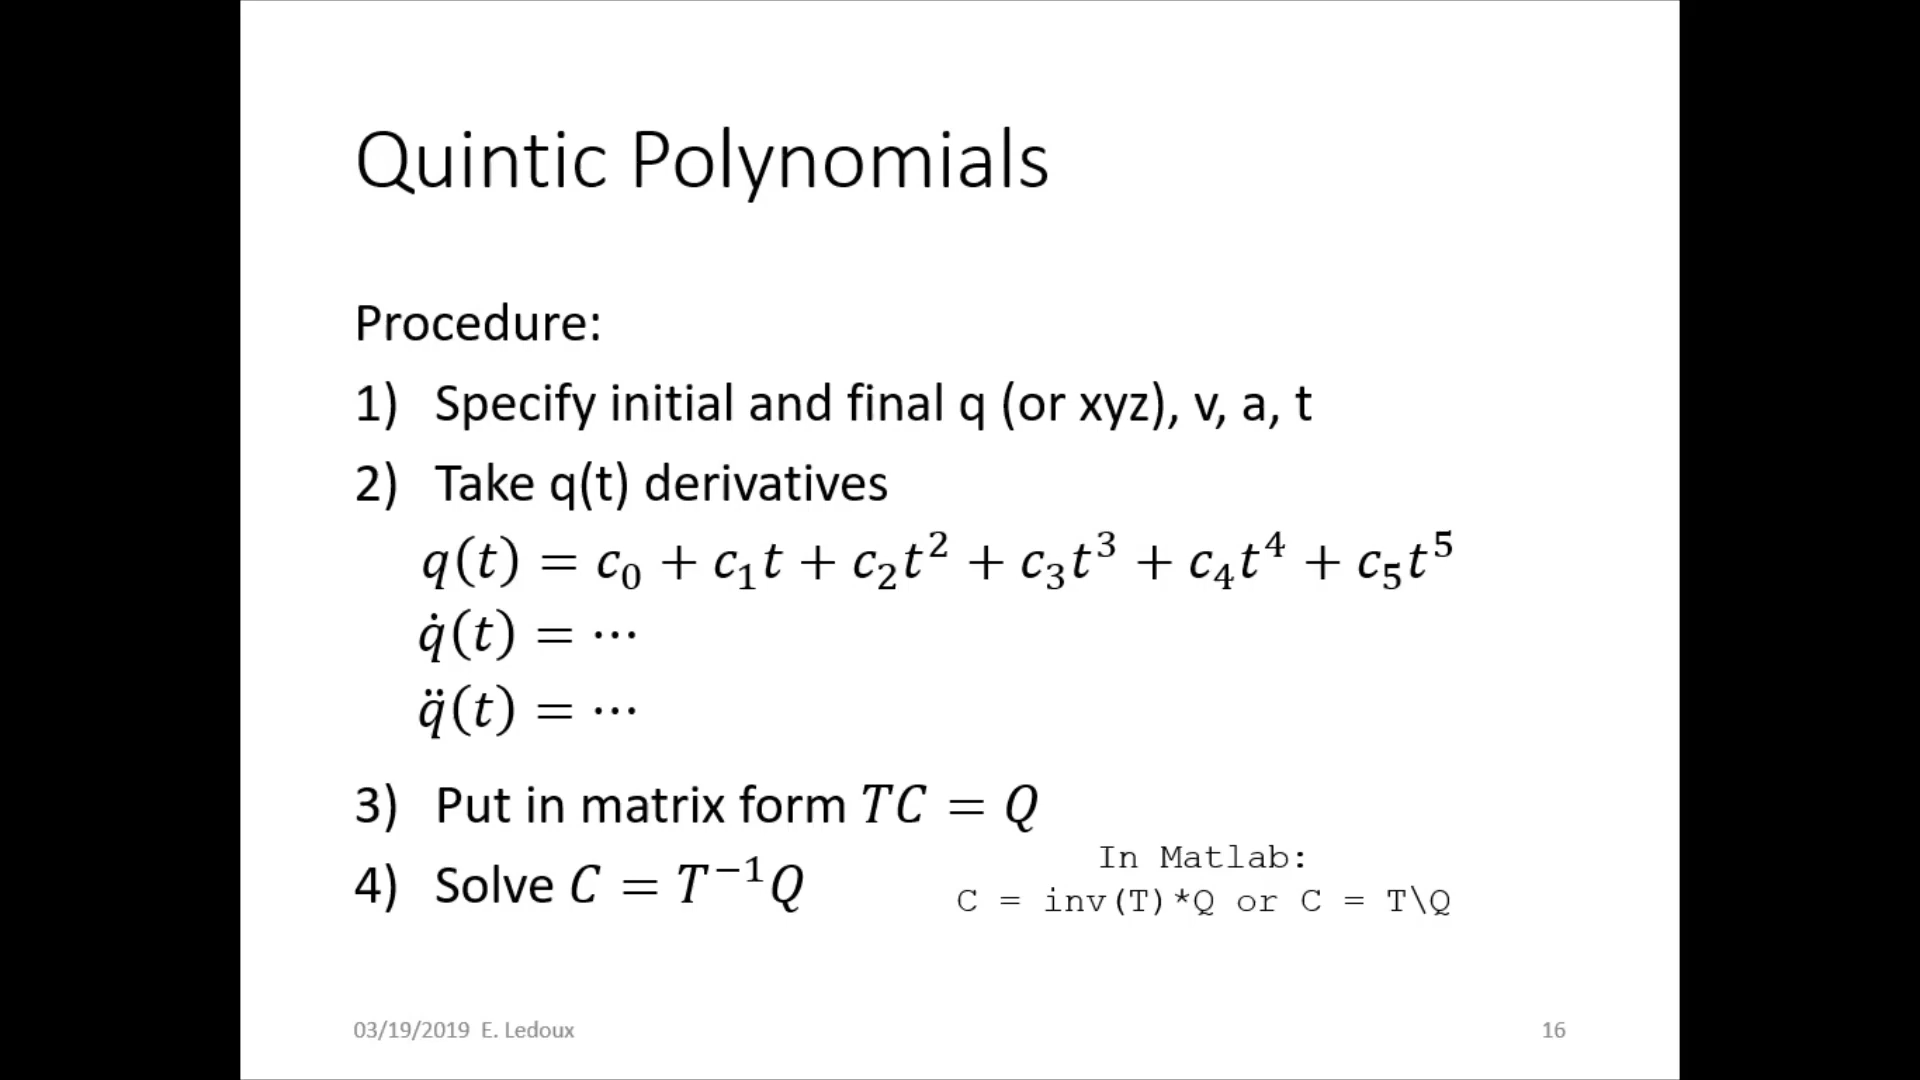 Quintic Polynomials
Procedure:
1) Specify initial and final q (or xyz), v, a, t
2) Take q(t) derivatives
q(t) = c₀ + c₁t + c₂t² + c₃t³ + c₄t⁴ + c₅t⁵
q̇(t) = ⋯
q̈(t) = ⋯
3) Put in matrix form TC = Q
4) Solve C = T⁻¹Q
In Matlab:
C = inv(T)*Q or C = T\Q
03/19/2019 E. Ledoux
16